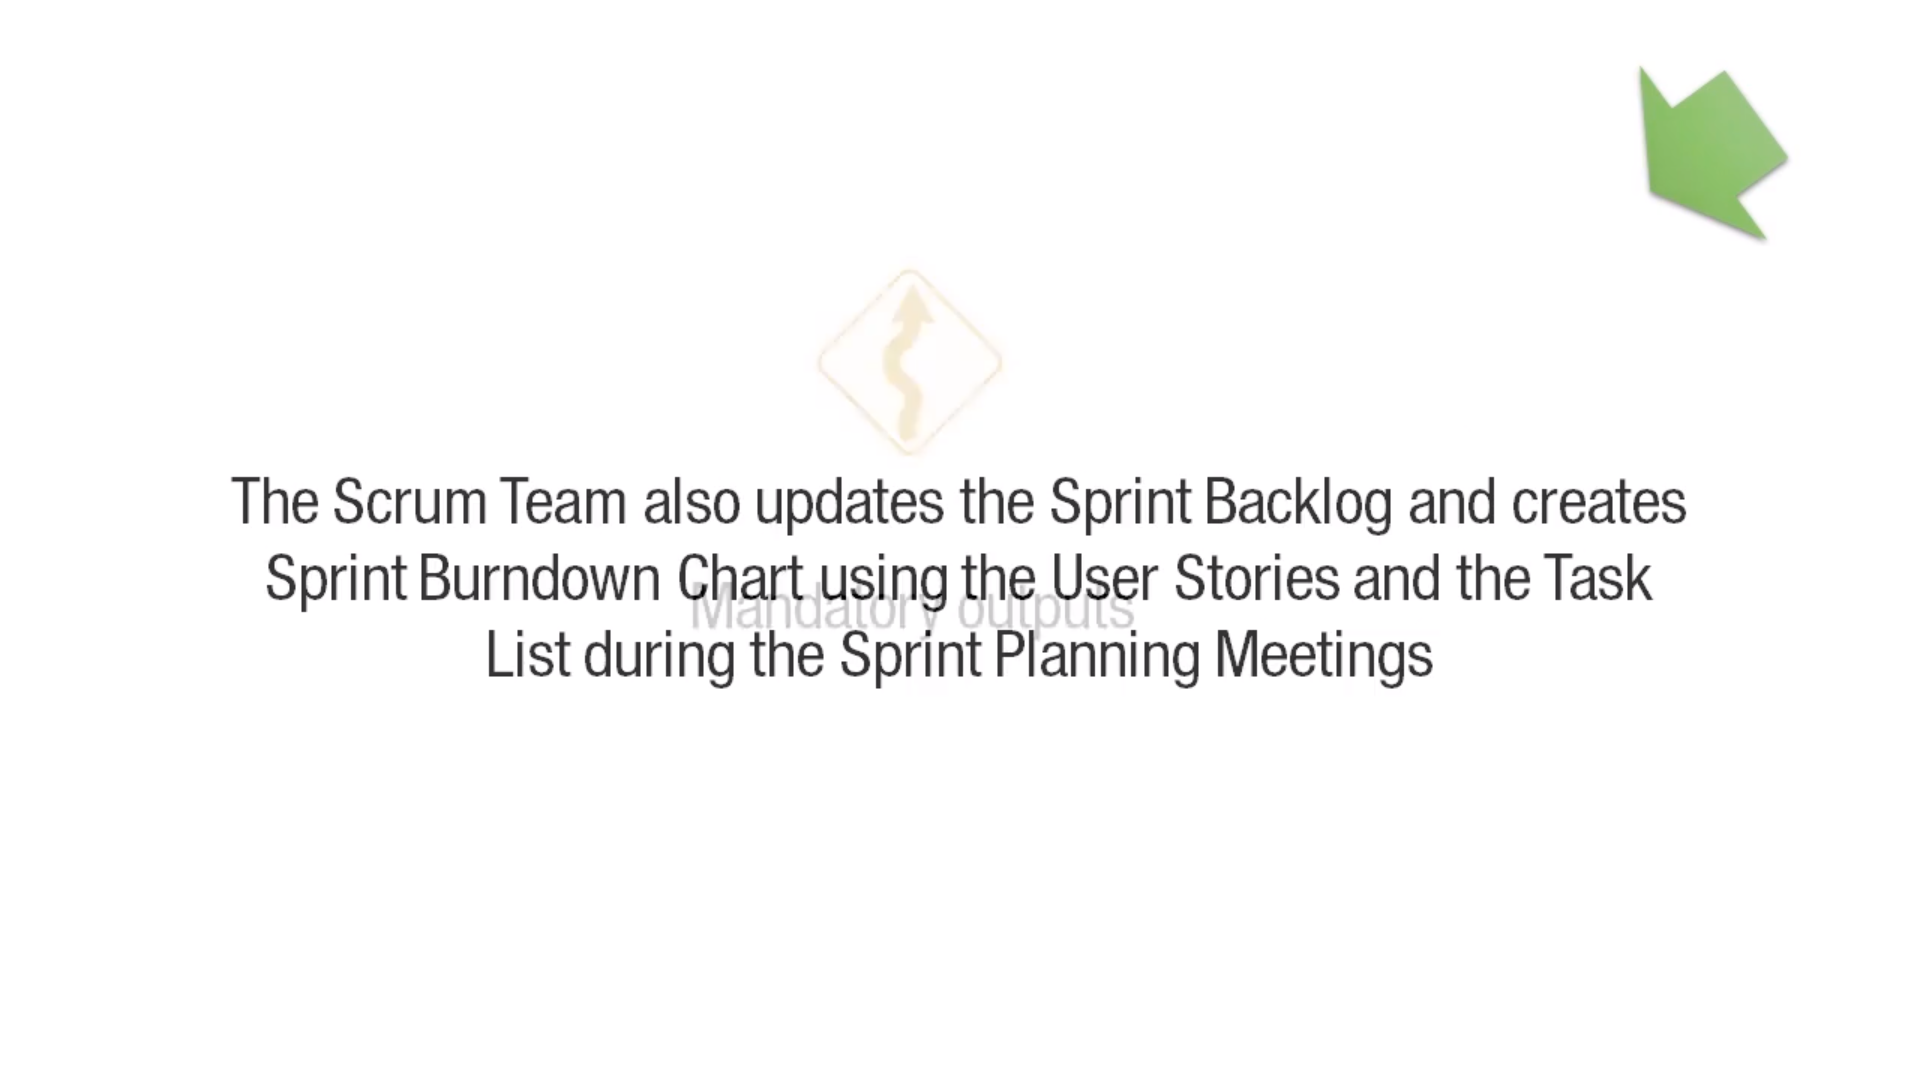 The Scrum Team also updates the Sprint Backlog and creates
Sprint Burndown Chart using the User Stories and the Task
Mandatory outputs
List during the Sprint Planning Meetings